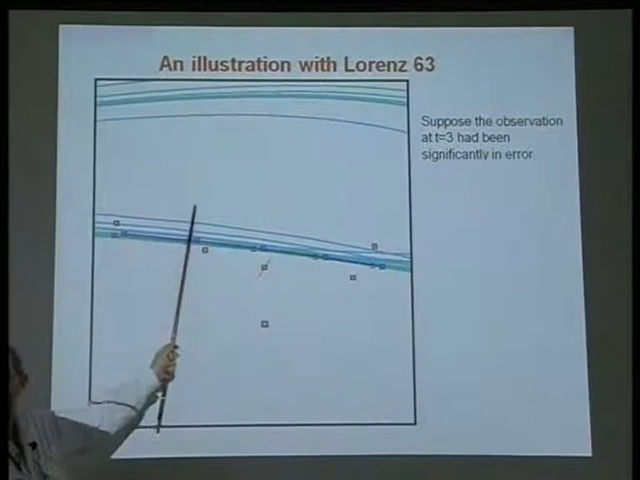 An illustration with Lorenz 63
Suppose the observation
at t=3 had been
significantly in error